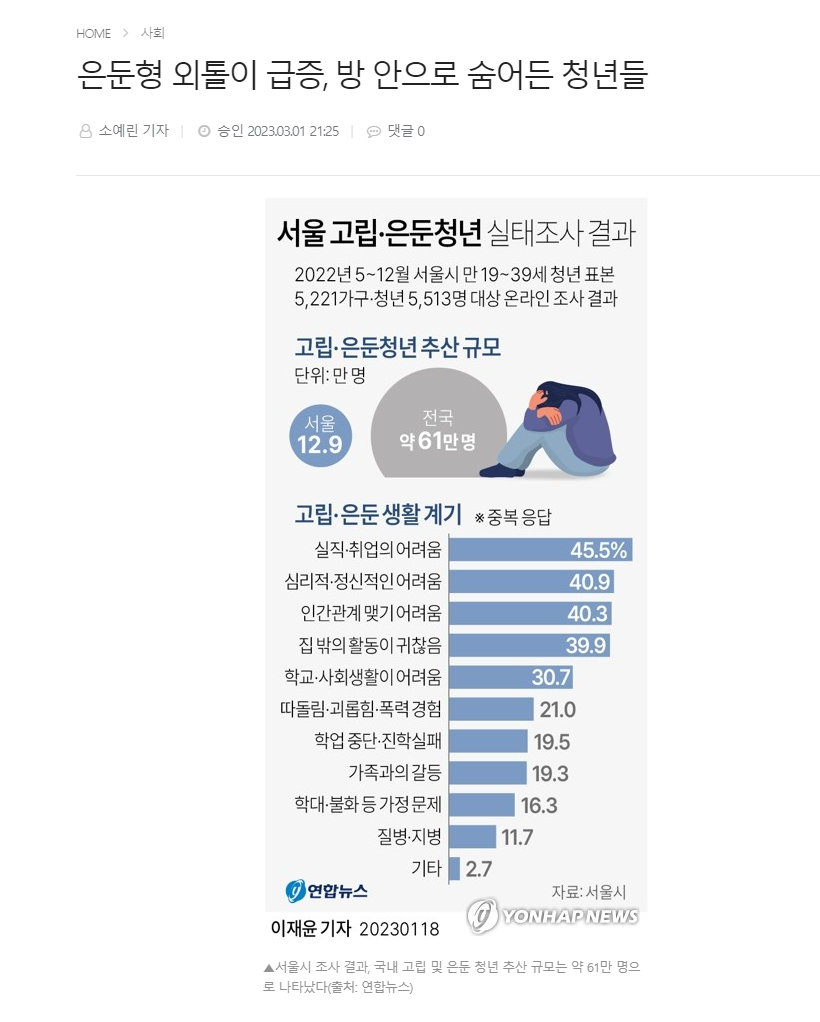 HOME > 사회
은둔형 외톨이 급증, 방 안으로 숨어든 청년들
소예린 기자 | 승인 2023.03.01 21:25 | 댓글 0
서울 고립·은둔청년 실태조사 결과
2022년 5~12월 서울시 만 19~39세 청년 표본
5,221가구·청년 5,513명 대상 온라인 조사 결과
고립·은둔청년 추산 규모
단위: 만 명
서울
12.9
전국
약 61만 명
고립·은둔 생활 계기 ※ 중복 응답
실직·취업의 어려움 45.5%
심리적·정신적인 어려움 40.9
인간관계 맺기 어려움 40.3
집 밖의 활동이 귀찮음 39.9
학교·사회생활이 어려움 30.7
따돌림·괴롭힘·폭력 경험 21.0
학업 중단·진학실패 19.5
가족과의 갈등 19.3
학대·불화 등 가정 문제 16.3
질병·지병 11.7
기타 2.7
연합뉴스 자료: 서울시
YONHAP NEWS
이재윤 기자 20230118
▲서울시 조사 결과, 국내 고립 및 은둔 청년 추산 규모는 약 61만 명으
로 나타났다(출처: 연합뉴스)